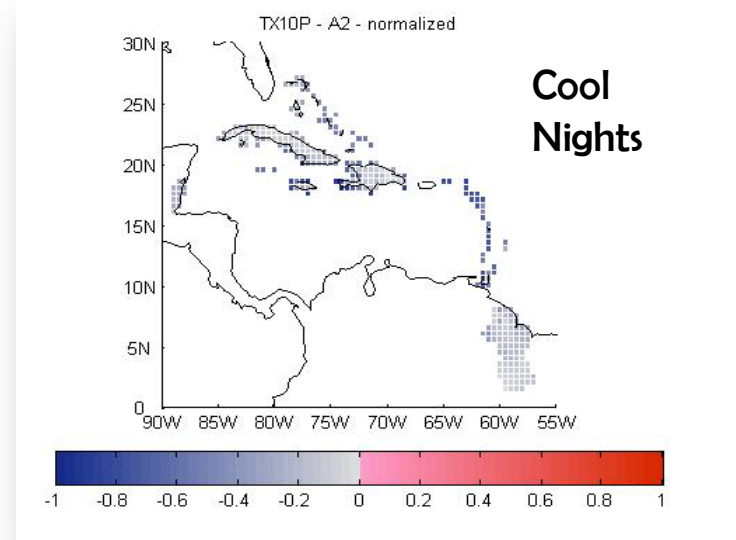 TX10P - A2 - normalized
Cool
Nights
30N
25N
20N
15N
10N
5N
0
90W 85W 80W 75W 70W 65W 60W 55W
-1 -0.8 -0.6 -0.4 -0.2 0 0.2 0.4 0.6 0.8 1